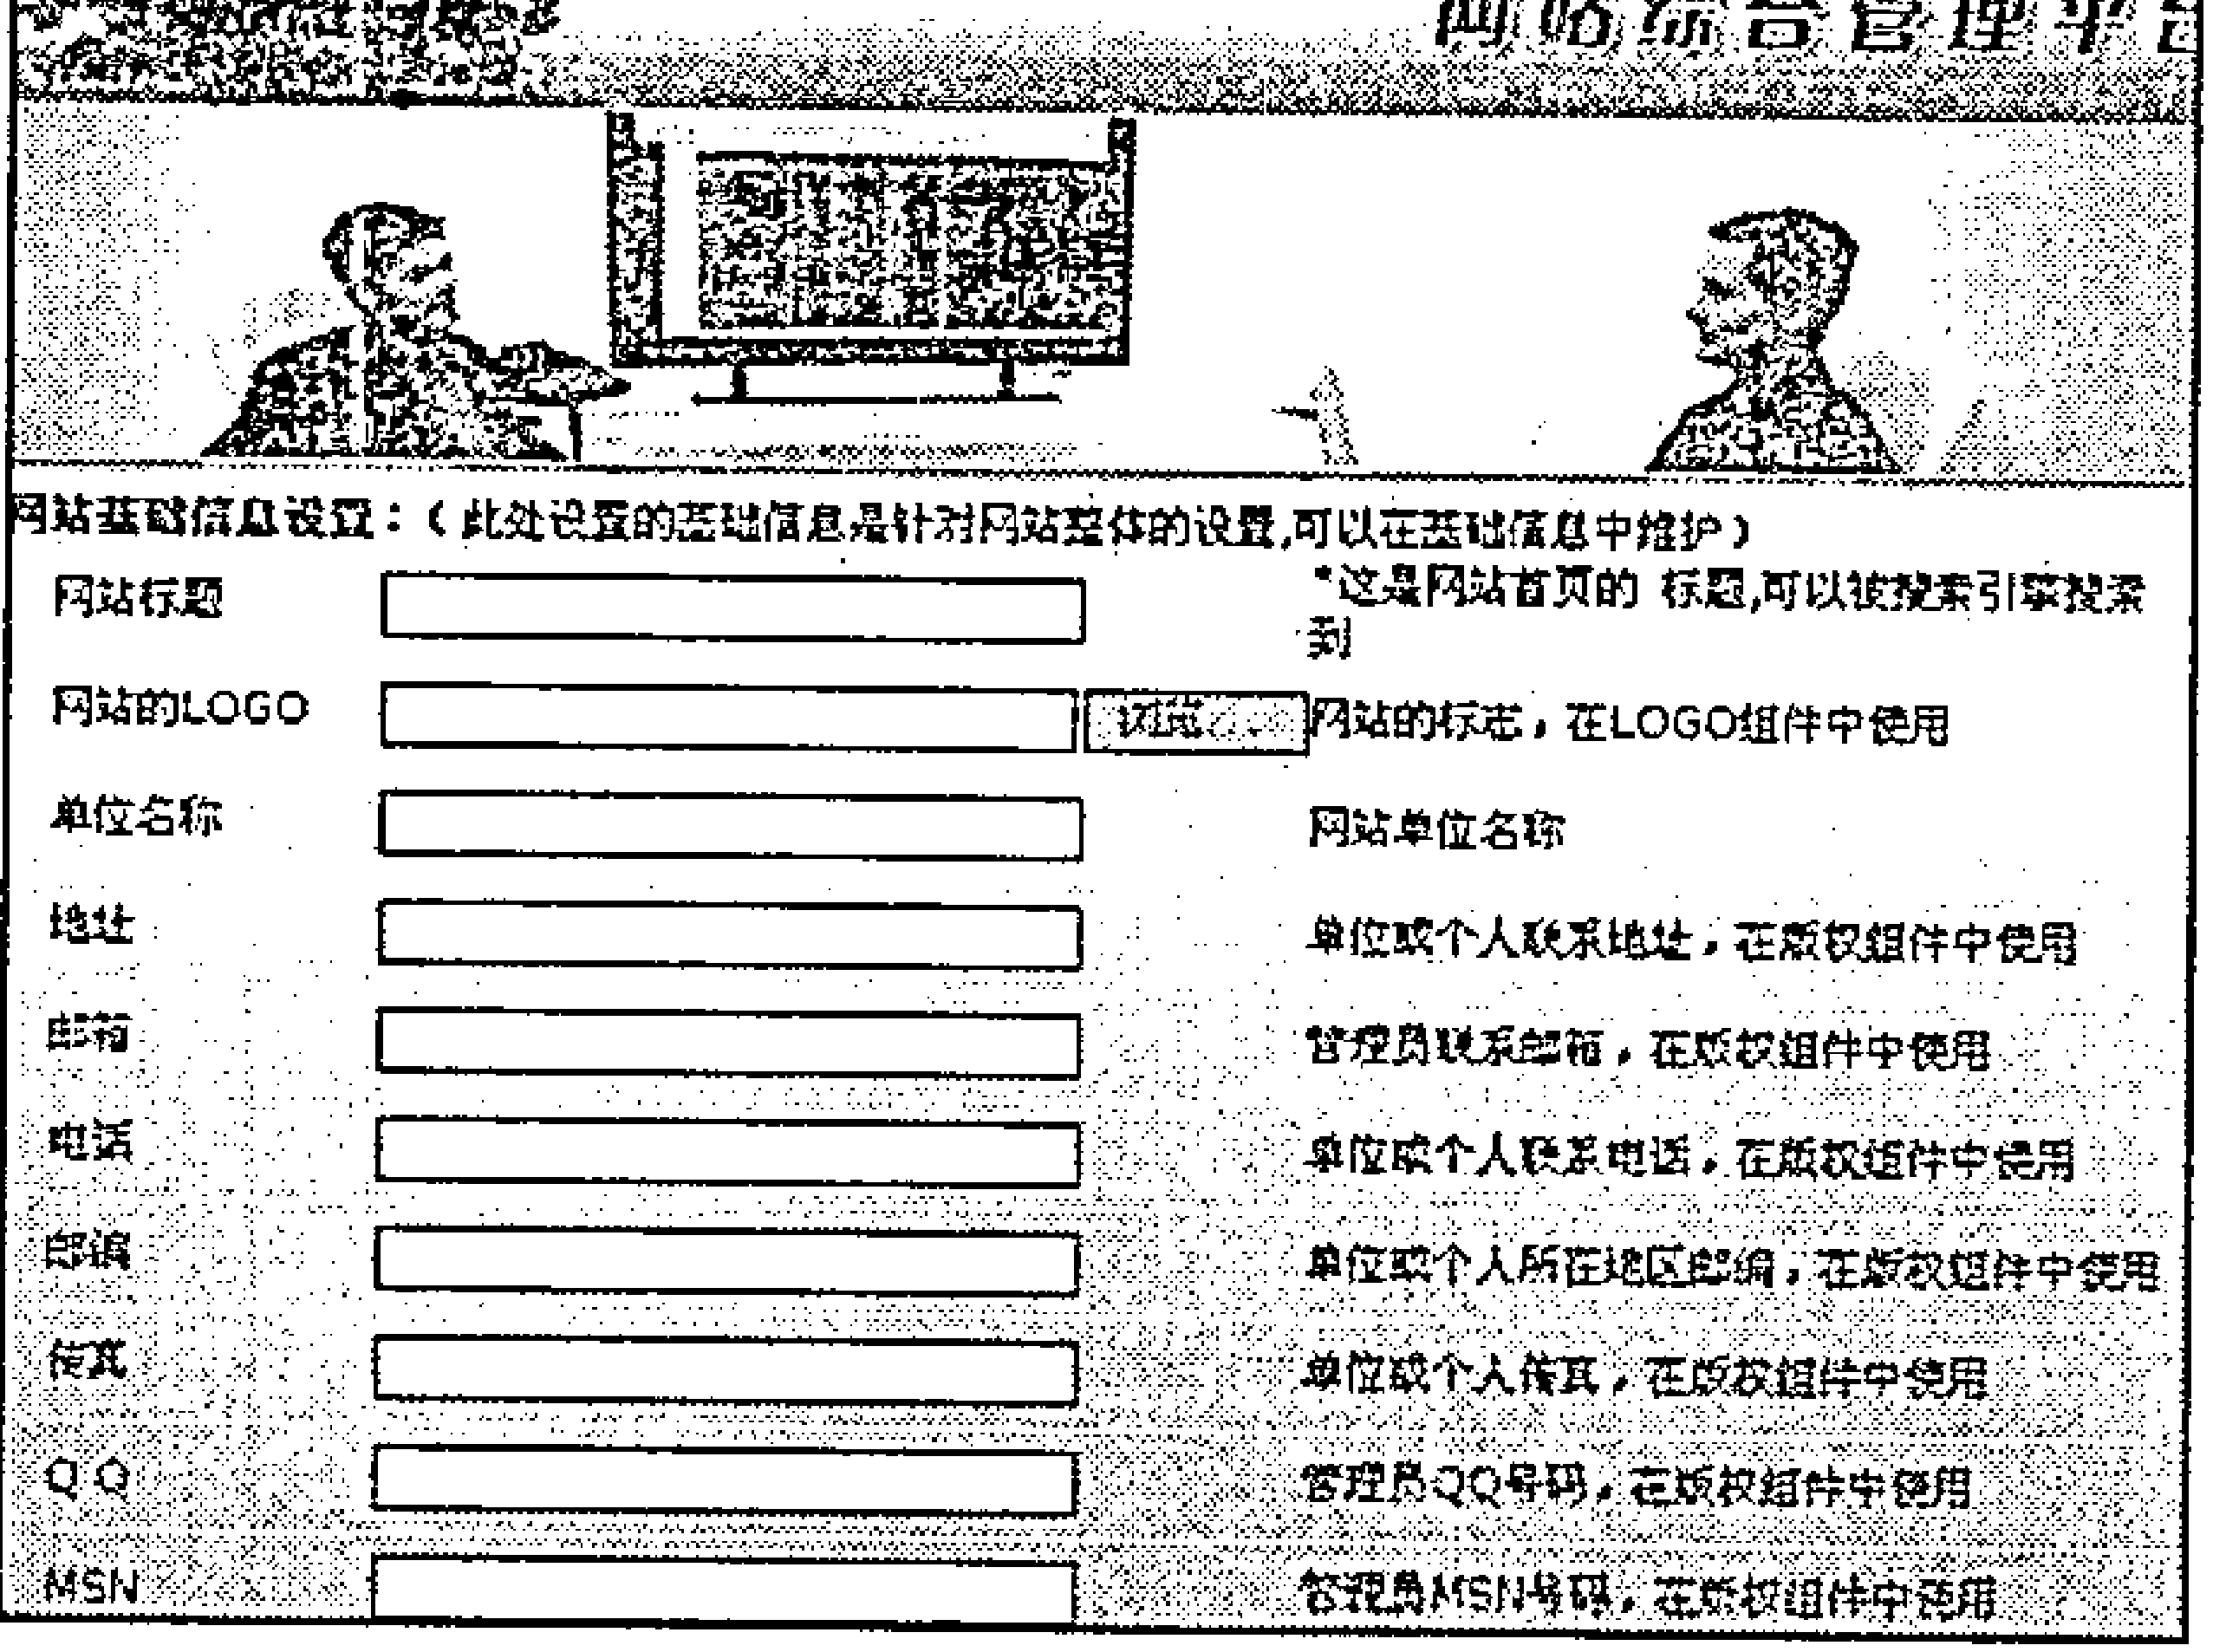 网站综合管理平台
网站基础信息设置：（此处设置的基础信息是针对网站整体的设置,可以在基础信息中维护）
网站标题
*这是网站首页的 标题,可以被搜索引擎搜索
到
网站的LOGO 浏览... 网站的标志，在LOGO组件中使用
单位名称 网站单位名称
地址 单位或个人联系地址，在版权组件中使用
邮箱 管理员联系邮箱，在版权组件中使用
电话 单位或个人联系电话，在版权组件中使用
邮编 单位或个人所在地区邮编，在版权组件中使用
传真 单位或个人传真，在版权组件中使用
QQ 管理员QQ号码，在版权组件中使用
MSN 管理员MSN号码，在版权组件中使用